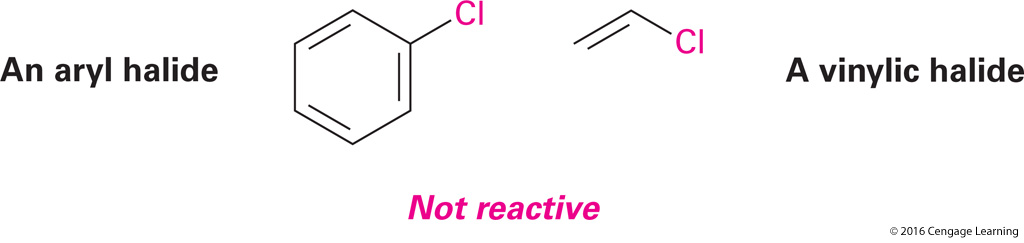 An aryl halide
Cl
Cl
A vinylic halide
Not reactive
© 2016 Cengage Learning